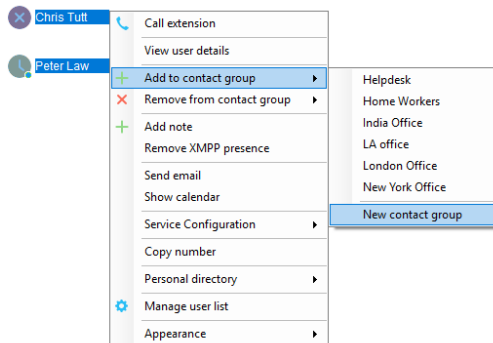 Chris Tutt
Peter Law
Call extension
View user details
Add to contact group
Remove from contact group
Add note
Remove XMPP presence
Send email
Show calendar
Service Configuration
Copy number
Personal directory
Manage user list
Appearance
Helpdesk
Home Workers
India Office
LA office
London Office
New York Office
New contact group